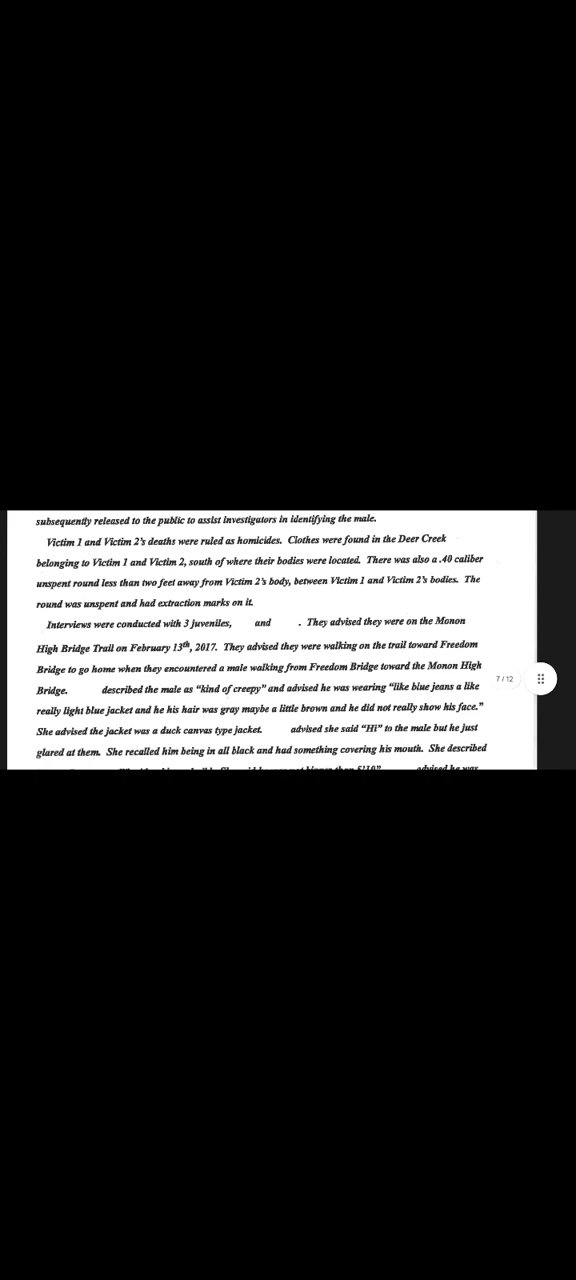 subsequently released to the public to assist investigators in identifying the male.
Victim 1 and Victim 2's deaths were ruled as homicides. Clothes were found in the Deer Creek
belonging to Victim 1 and Victim 2, south of where their bodies were located. There was also a .40 caliber
unspent round less than two feet away from Victim 2's body, between Victim 1 and Victim 2's bodies. The
round was unspent and had extraction marks on it.
Interviews were conducted with 3 juveniles, and . They advised they were on the Monon
High Bridge Trail on February 13th, 2017. They advised they were walking on the trail toward Freedom
Bridge to go home when they encountered a male walking from Freedom Bridge toward the Monon High
Bridge. described the male as "kind of creepy" and advised he was wearing "like blue jeans a like
really light blue jacket and he his hair was gray maybe a little brown and he did not really show his face."
She advised the jacket was a duck canvas type jacket. advised she said "Hi" to the male but he just
glared at them. She recalled him being in all black and had something covering his mouth. She described
than 5'10" advised he was
7 / 12